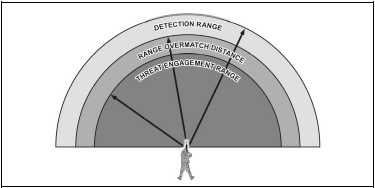 DETECTION RANGE
RANGE OVERMATCH DISTANCE
THREAT ENGAGEMENT RANGE